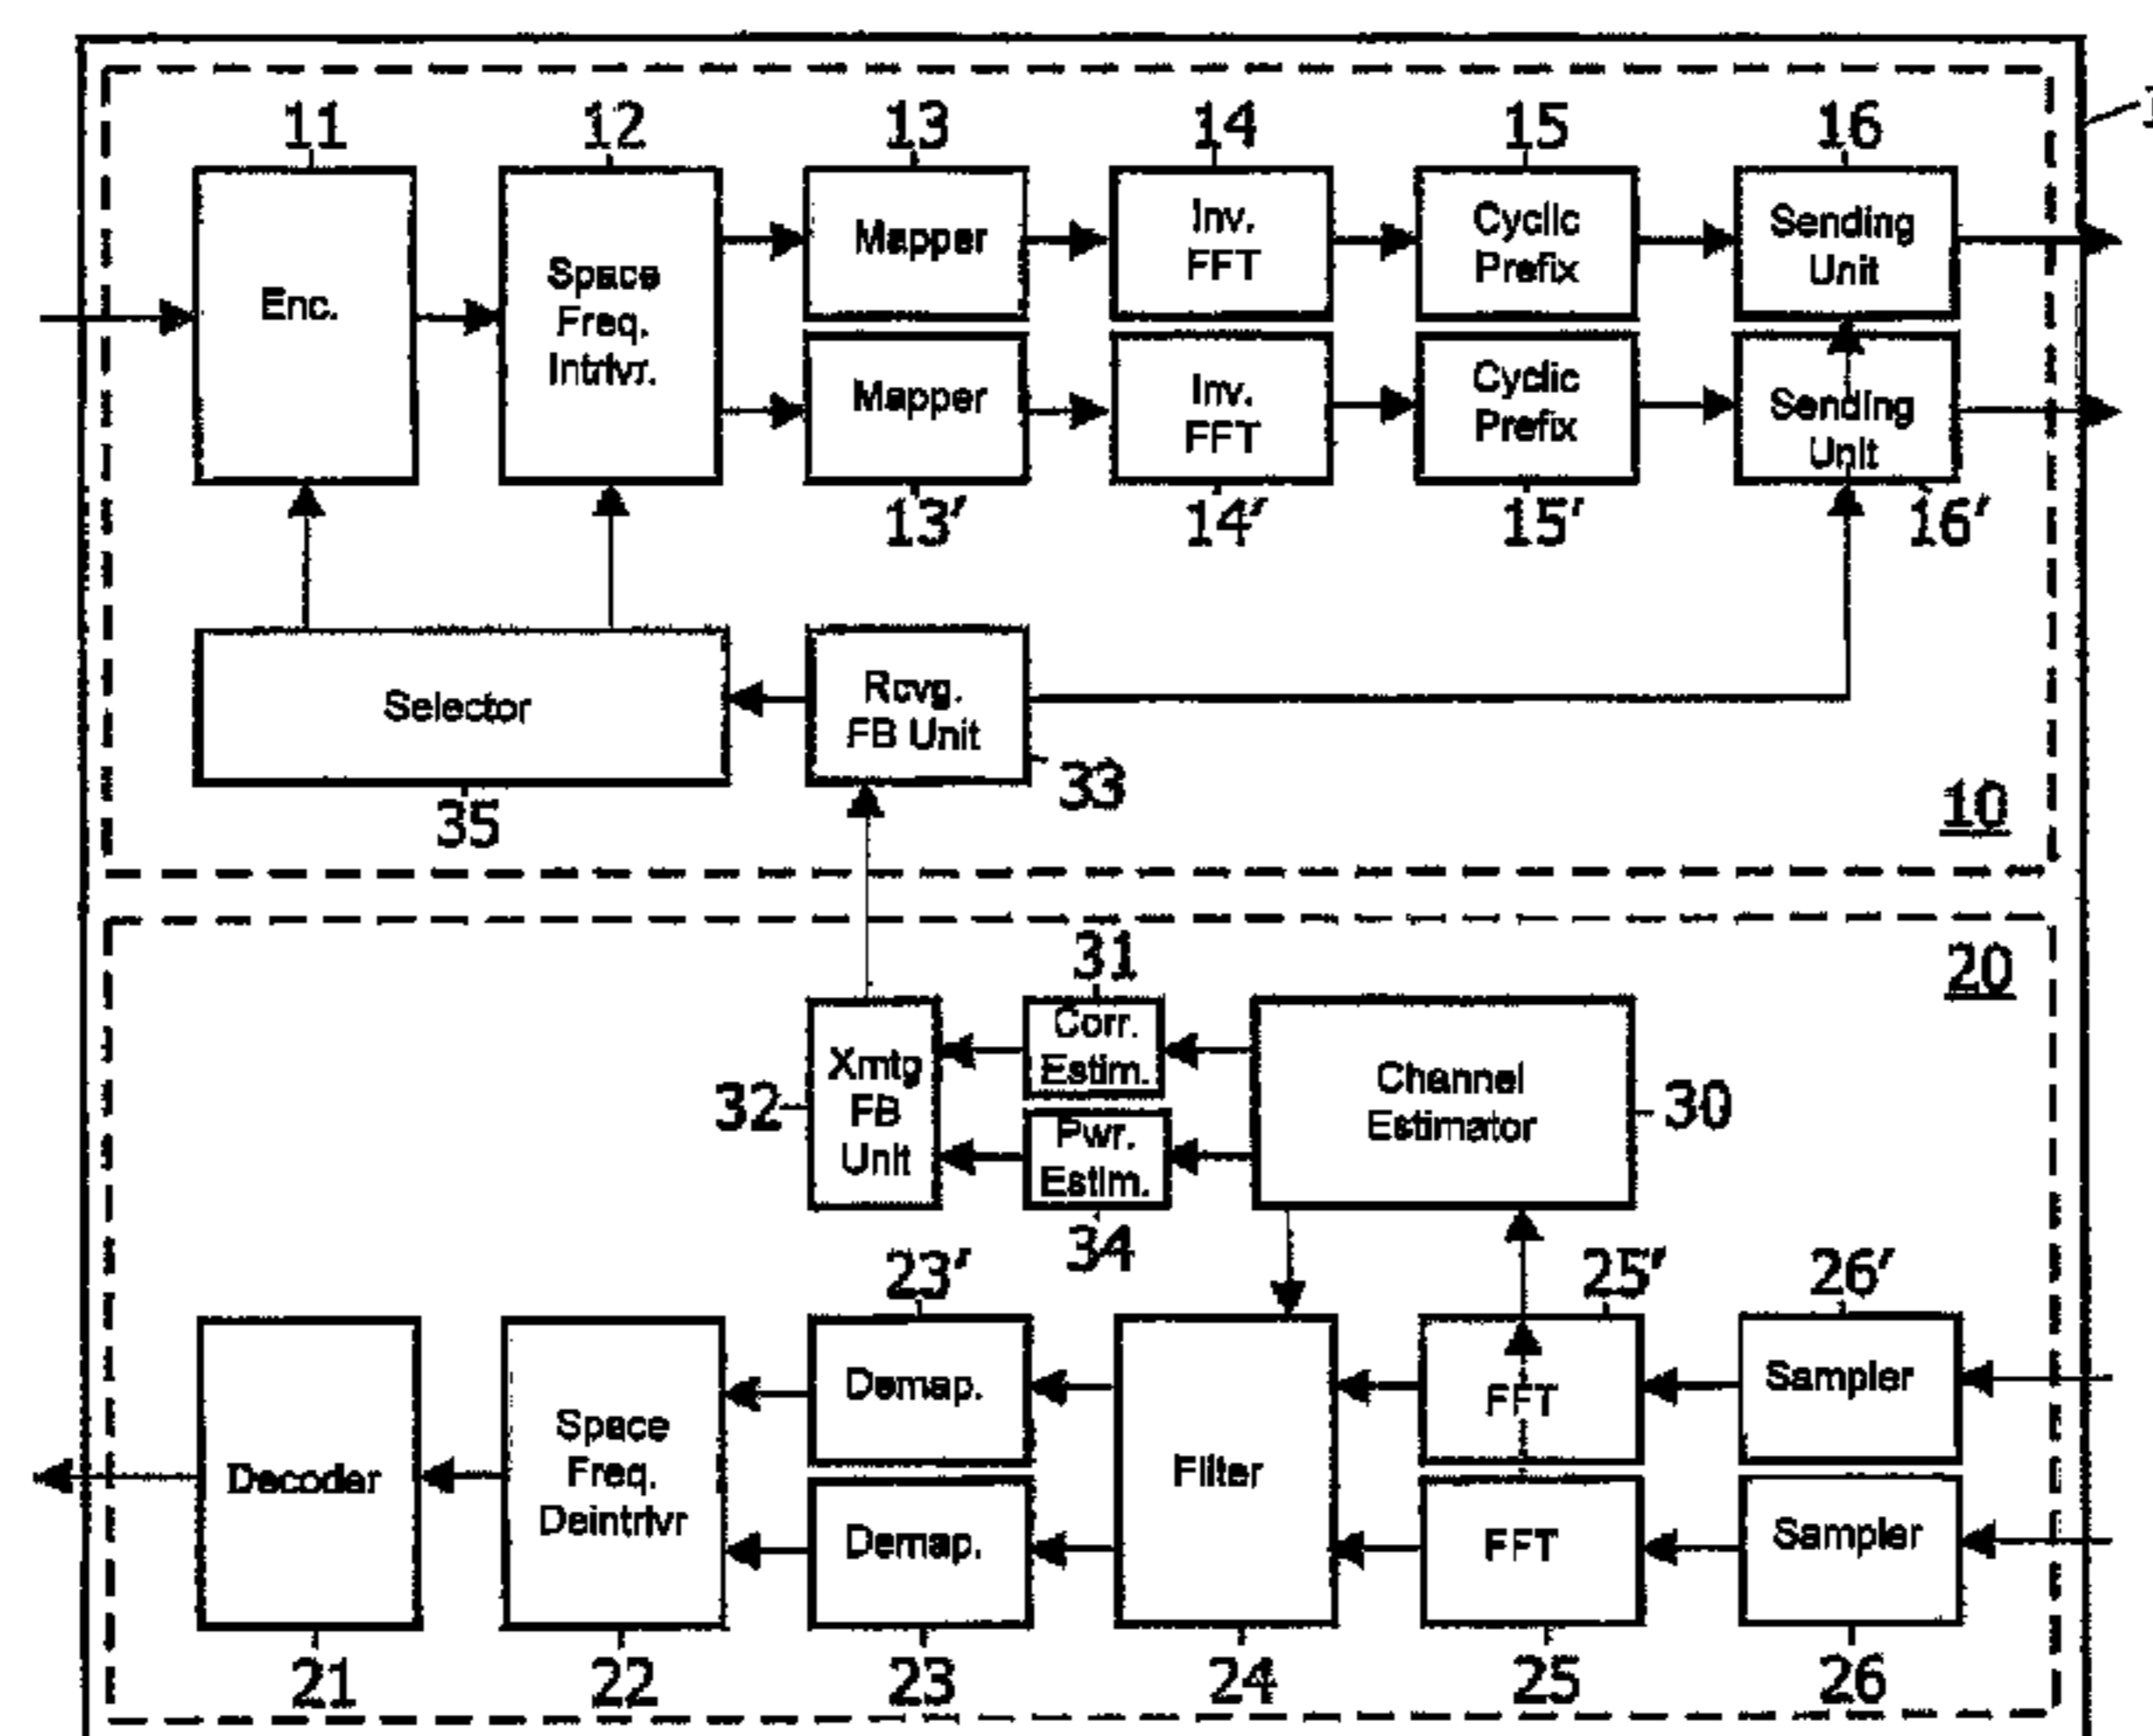 11
12
13
14
15
16
Enc.
Space
Freq.
Intrlvr.
Mapper
Inv.
FFT
Cyclic
Prefix
Sending
Unit
Mapper
Inv.
FFT
Cyclic
Prefix
Sending
Unit
13'
14'
15'
16'
Selector
Rcvg.
FB Unit
35
33
10
20
31
Corr.
Estim.
Xmtg
FB
Unit
32
Pwr.
Estim.
34
Channel
Estimator
30
23'
25'
26'
Decoder
Space
Freq.
Deintrlvr
Demap.
Filter
FFT
Sampler
Demap.
FFT
Sampler
21
22
23
24
25
26